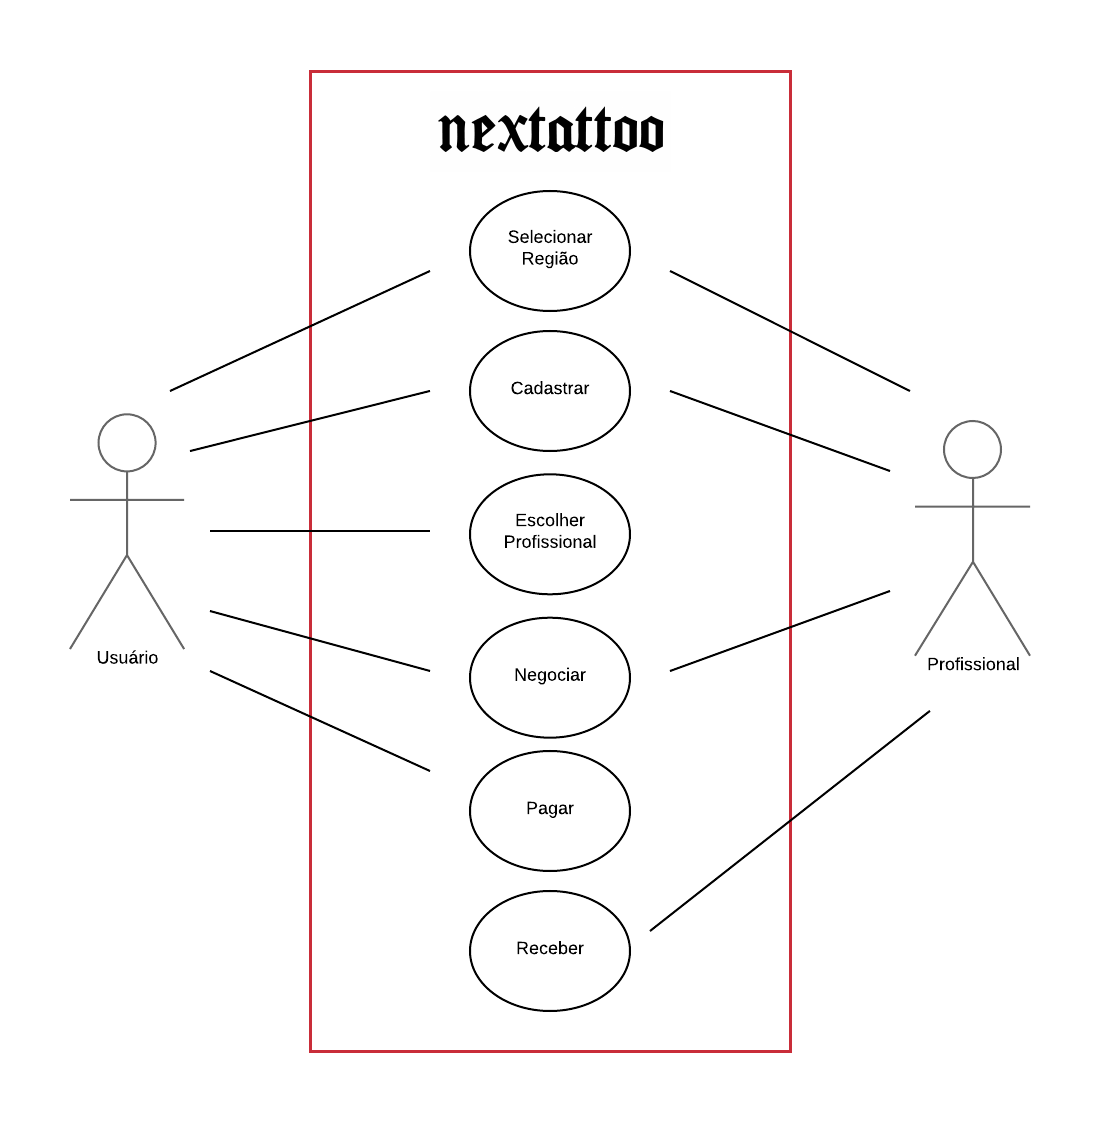 nextattoo
Selecionar
Região
Cadastrar
Escolher
Profissional
Negociar
Usuário
Profissional
Pagar
Receber